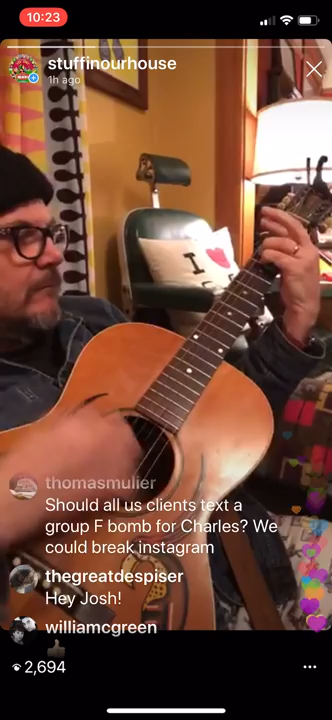 10:23
stuffinourhouse
1h ago
I
thomasmulier
Should all us clients text a
group F bomb for Charles? We
could break instagram
thegreatdespiser
Hey Josh!
williamcgreen
2,694